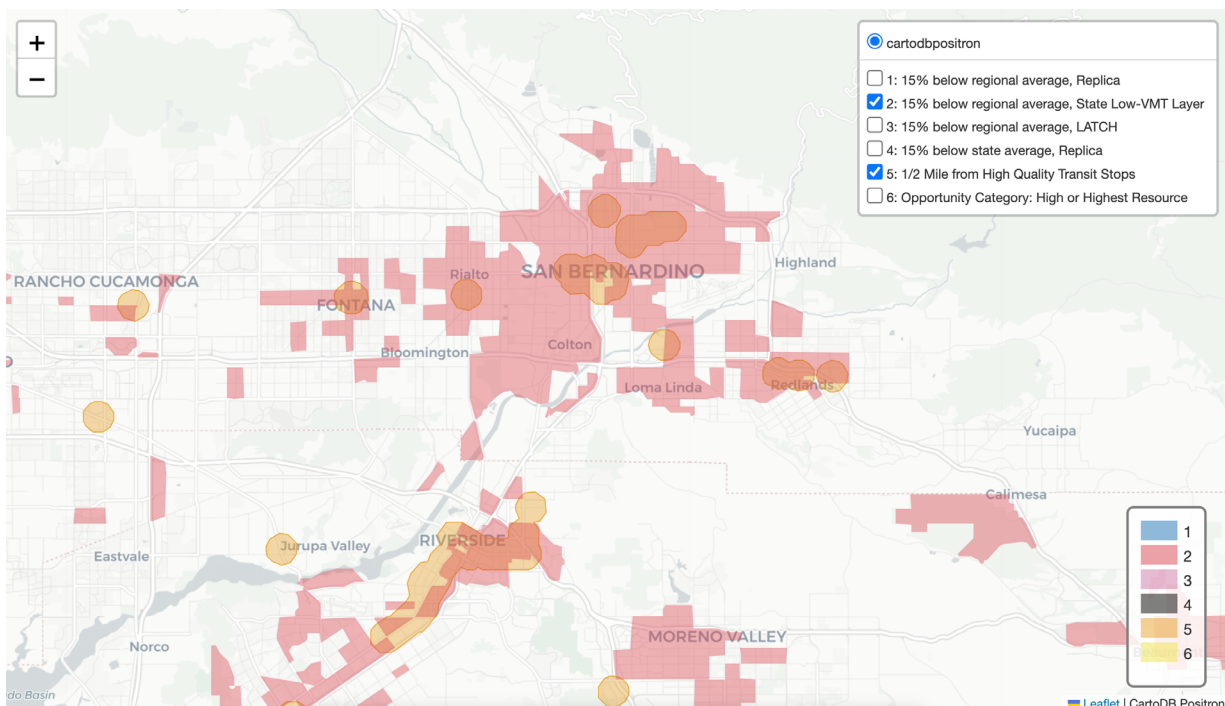 +
−
cartodbpositron
1: 15% below regional average, Replica
2: 15% below regional average, State Low-VMT Layer
3: 15% below regional average, LATCH
4: 15% below state average, Replica
5: 1/2 Mile from High Quality Transit Stops
6: Opportunity Category: High or Highest Resource
Highland
RANCHO CUCAMONGA
Rialto
SAN BERNARDINO
FONTANA
Colton
Bloomington
Loma Linda
Redlands
Yucaipa
Calimesa
RIVERSIDE
Jurupa Valley
Eastvale
MORENO VALLEY
Norco
1
2
3
4
5
6
Basin
Leaflet | CartoDB Positron